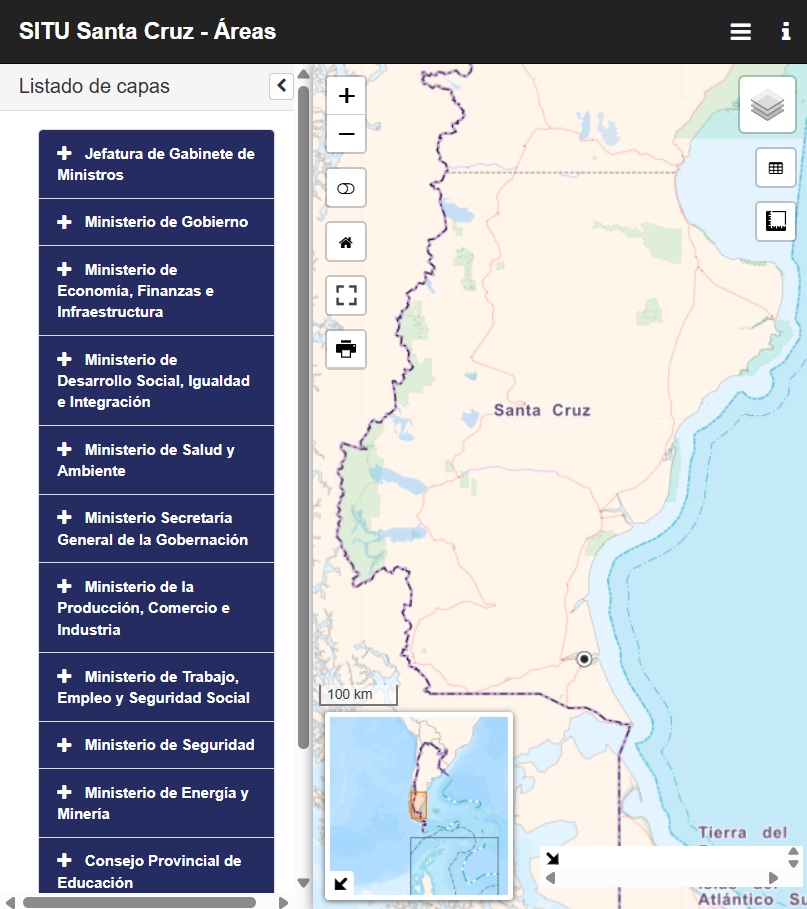 SITU Santa Cruz - Áreas
Listado de capas
Jefatura de Gabinete de
Ministros
Ministerio de Gobierno
Ministerio de
Economía, Finanzas e
Infraestructura
Ministerio de
Desarrollo Social, Igualdad
e Integración
Ministerio de Salud y
Ambiente
Ministerio Secretaría
General de la Gobernación
Ministerio de la
Producción, Comercio e
Industria
Ministerio de Trabajo,
Empleo y Seguridad Social
Ministerio de Seguridad
Ministerio de Energía y
Minería
Consejo Provincial de
Educación
Santa Cruz
100 km
Tierra del
Atlántico